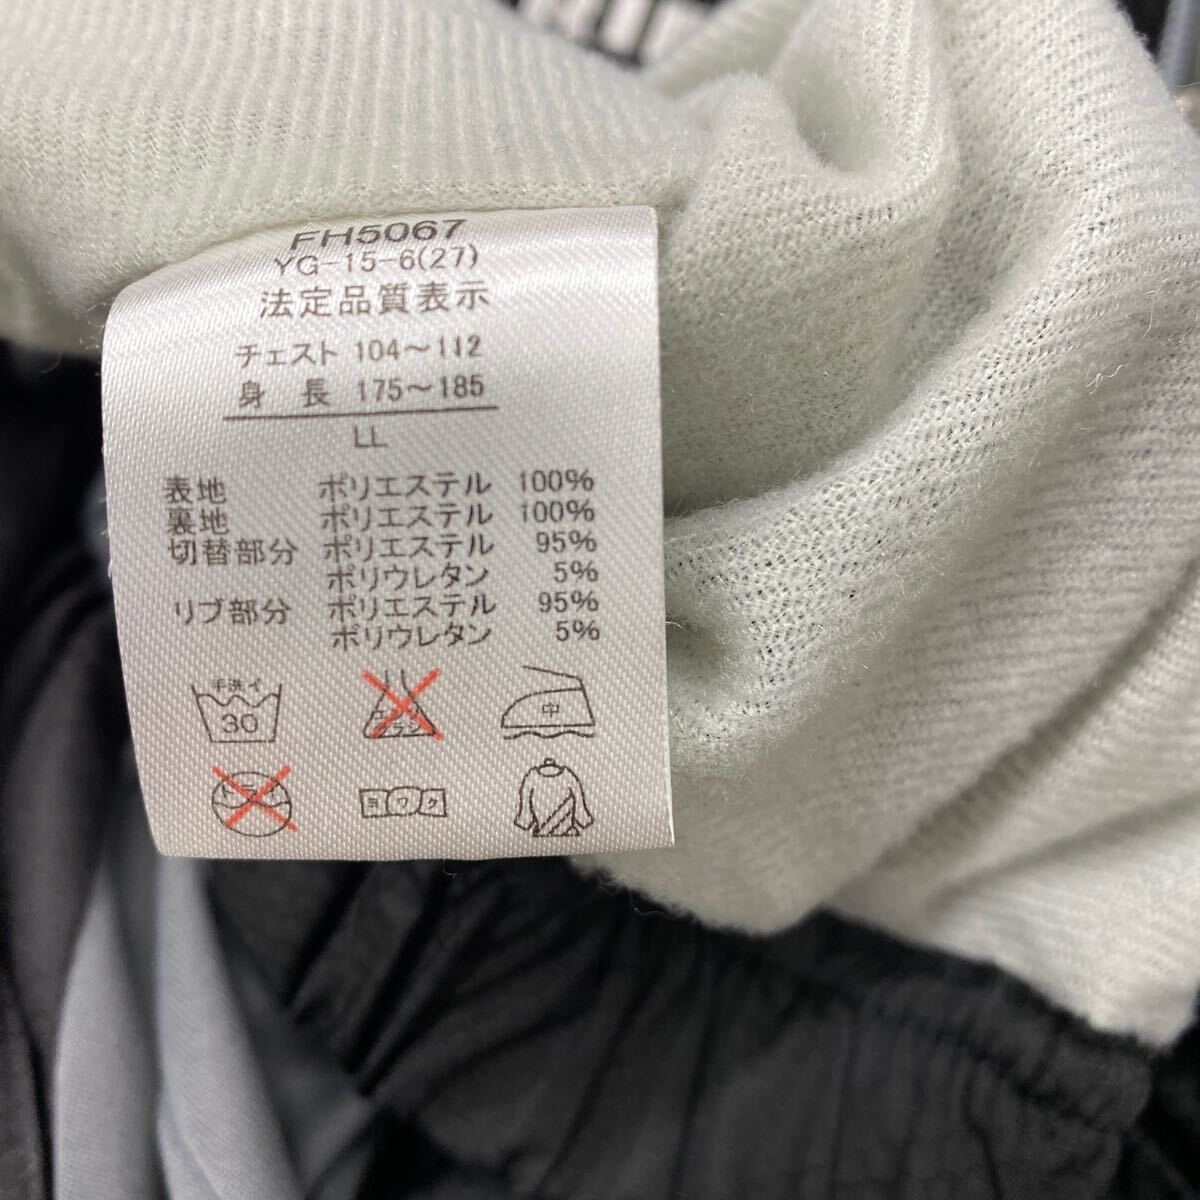 FH5067
YG-15-6(27)
法定品質表示
チェスト 104～112
身 長 175～185
LL
表地 ポリエステル 100%
裏地 ポリエステル 100%
切替部分 ポリエステル 95%
ポリウレタン 5%
リブ部分 ポリエステル 95%
ポリウレタン 5%
手洗イ
30
中
ヨワク